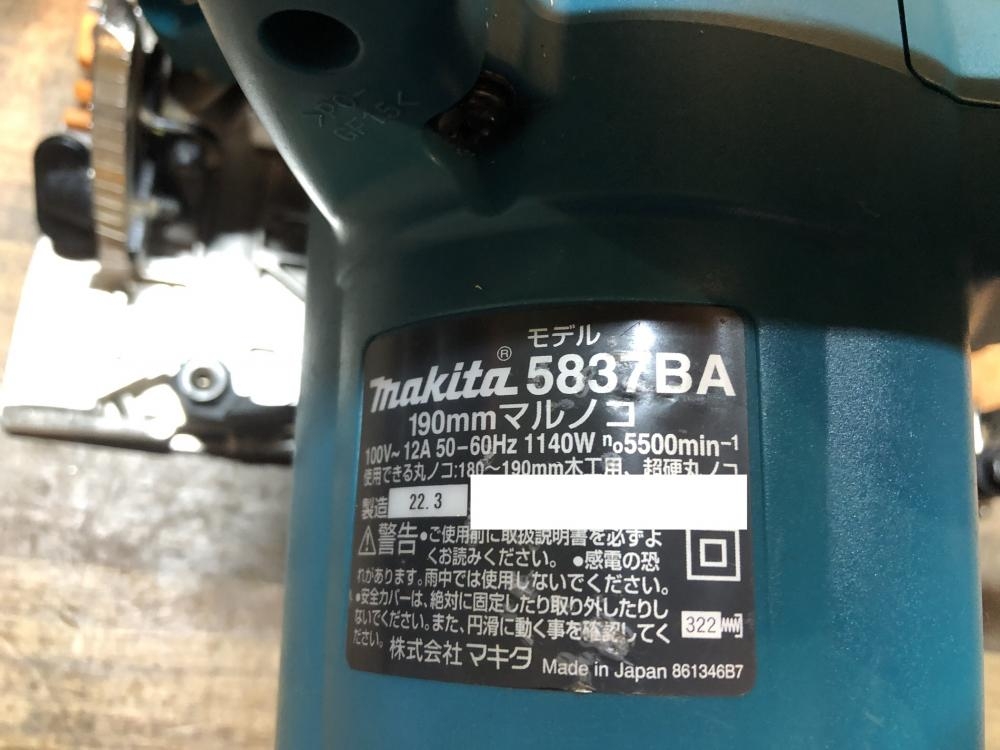 >PC-
GF15<
モデル
makita® 5837BA
190mmマルノコ
100V~12A 50-60Hz 1140W n₀5500min⁻¹
使用できる丸ノコ:180~190mm木工用、超硬丸ノコ
製造 22.3
⚠警告•ご使用前に取扱説明書を必ずよ
くお読みください。 •感電の恐
れがあります。雨中では使用しないでください。
•安全カバーは、絶対に固定したり取り外したりし
ないでください。また、円滑に動く事を確認してく
ださい。
322
株式会社 マキタ Made in Japan 861346B7